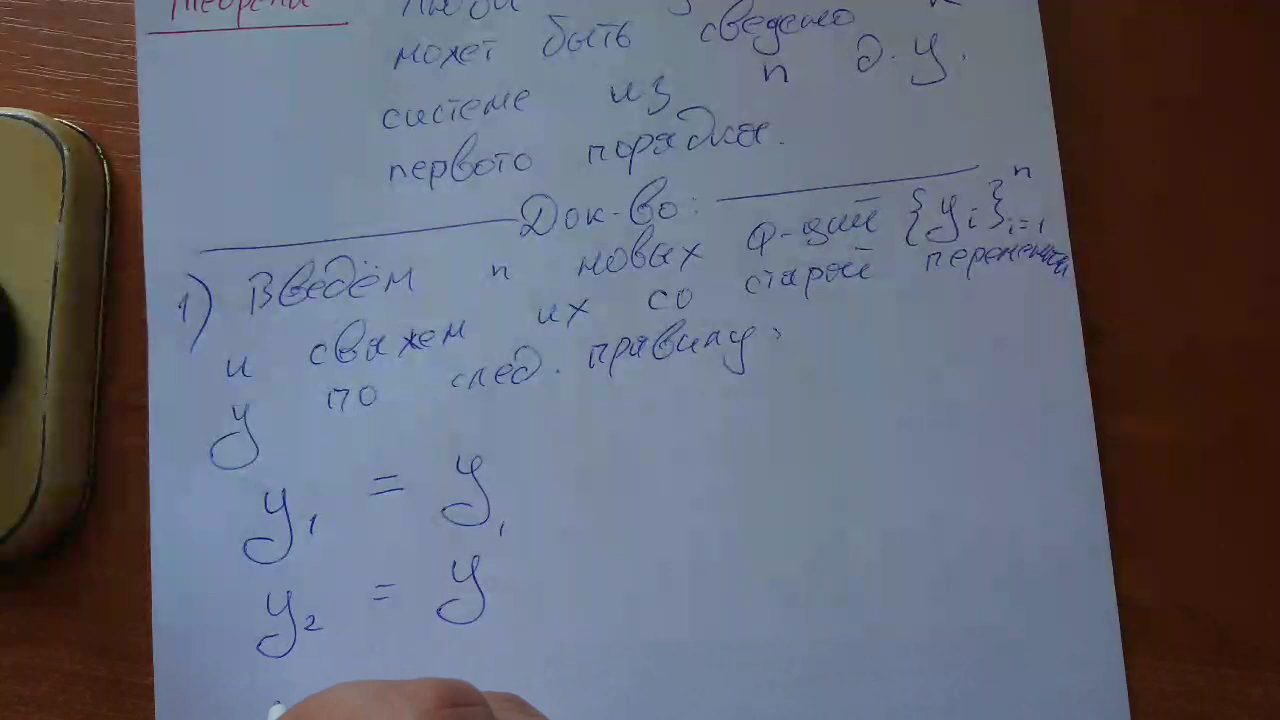 Теорема
может быть сведено к
системе из n д.у.
первого порядка.
Док-во:
1) Введём n новых ф-ций {yᵢ}ⁿᵢ₌₁
и свяжем их со старой переменной
по след. правилу:
y
y₁ = y
y₂ = y'